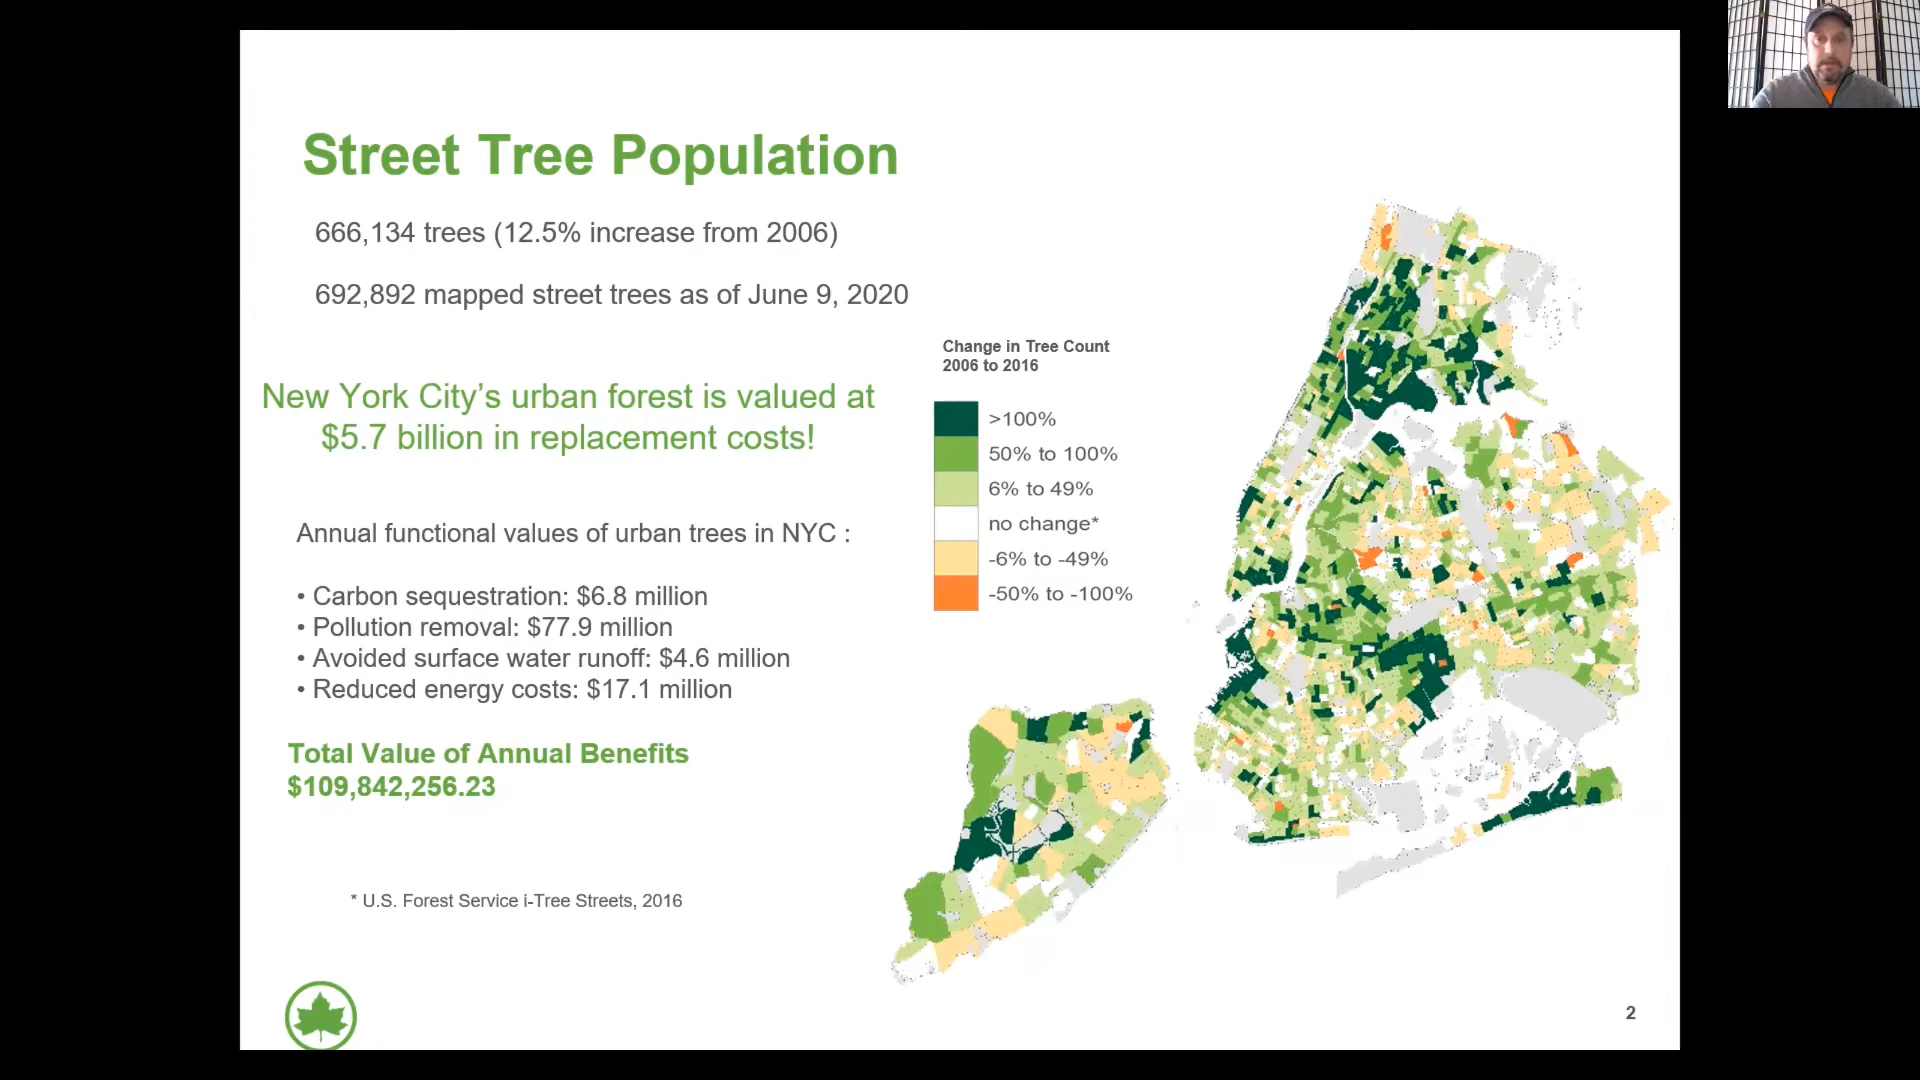 Street Tree Population
666,134 trees (12.5% increase from 2006)
692,892 mapped street trees as of June 9, 2020
New York City’s urban forest is valued at
$5.7 billion in replacement costs!
Annual functional values of urban trees in NYC :
• Carbon sequestration: $6.8 million
• Pollution removal: $77.9 million
• Avoided surface water runoff: $4.6 million
• Reduced energy costs: $17.1 million
Total Value of Annual Benefits
$109,842,256.23
* U.S. Forest Service i-Tree Streets, 2016
Change in Tree Count
2006 to 2016
>100%
50% to 100%
6% to 49%
no change*
-6% to -49%
-50% to -100%
2